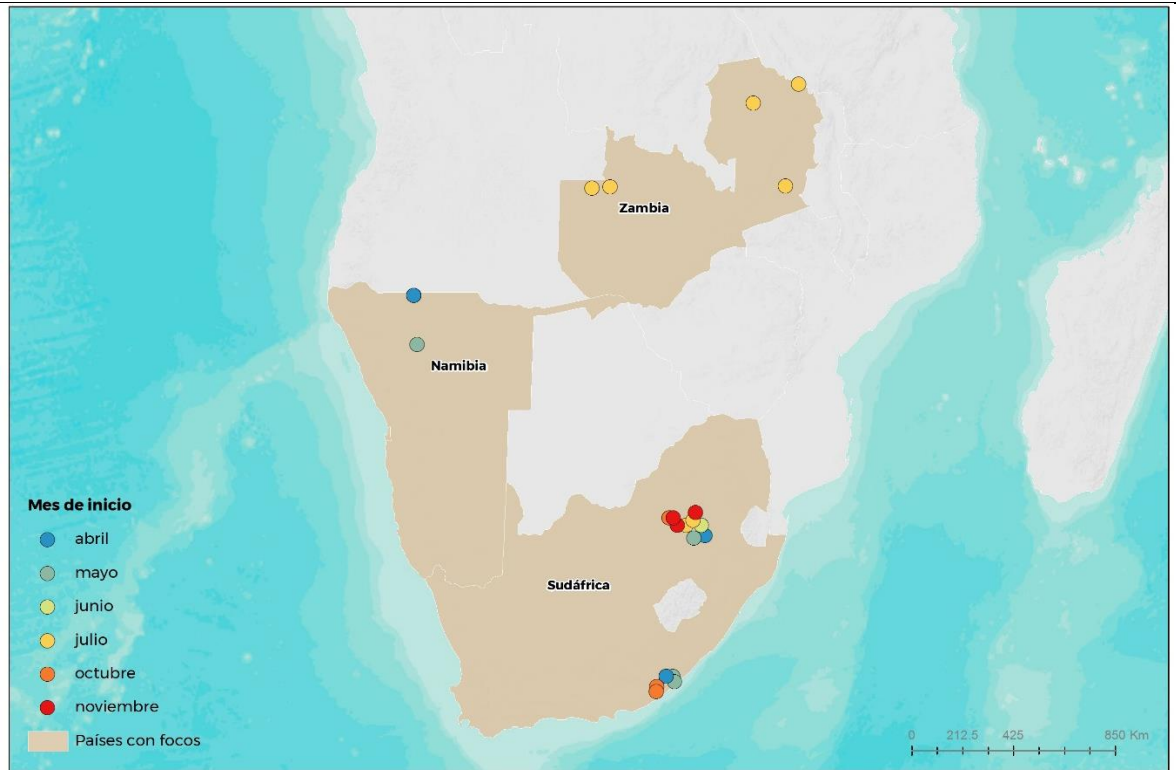 Zambia
Namibia
Sudáfrica
Mes de inicio
abril
mayo
junio
julio
octubre
noviembre
Países con focos
0 212.5 425 850 Km